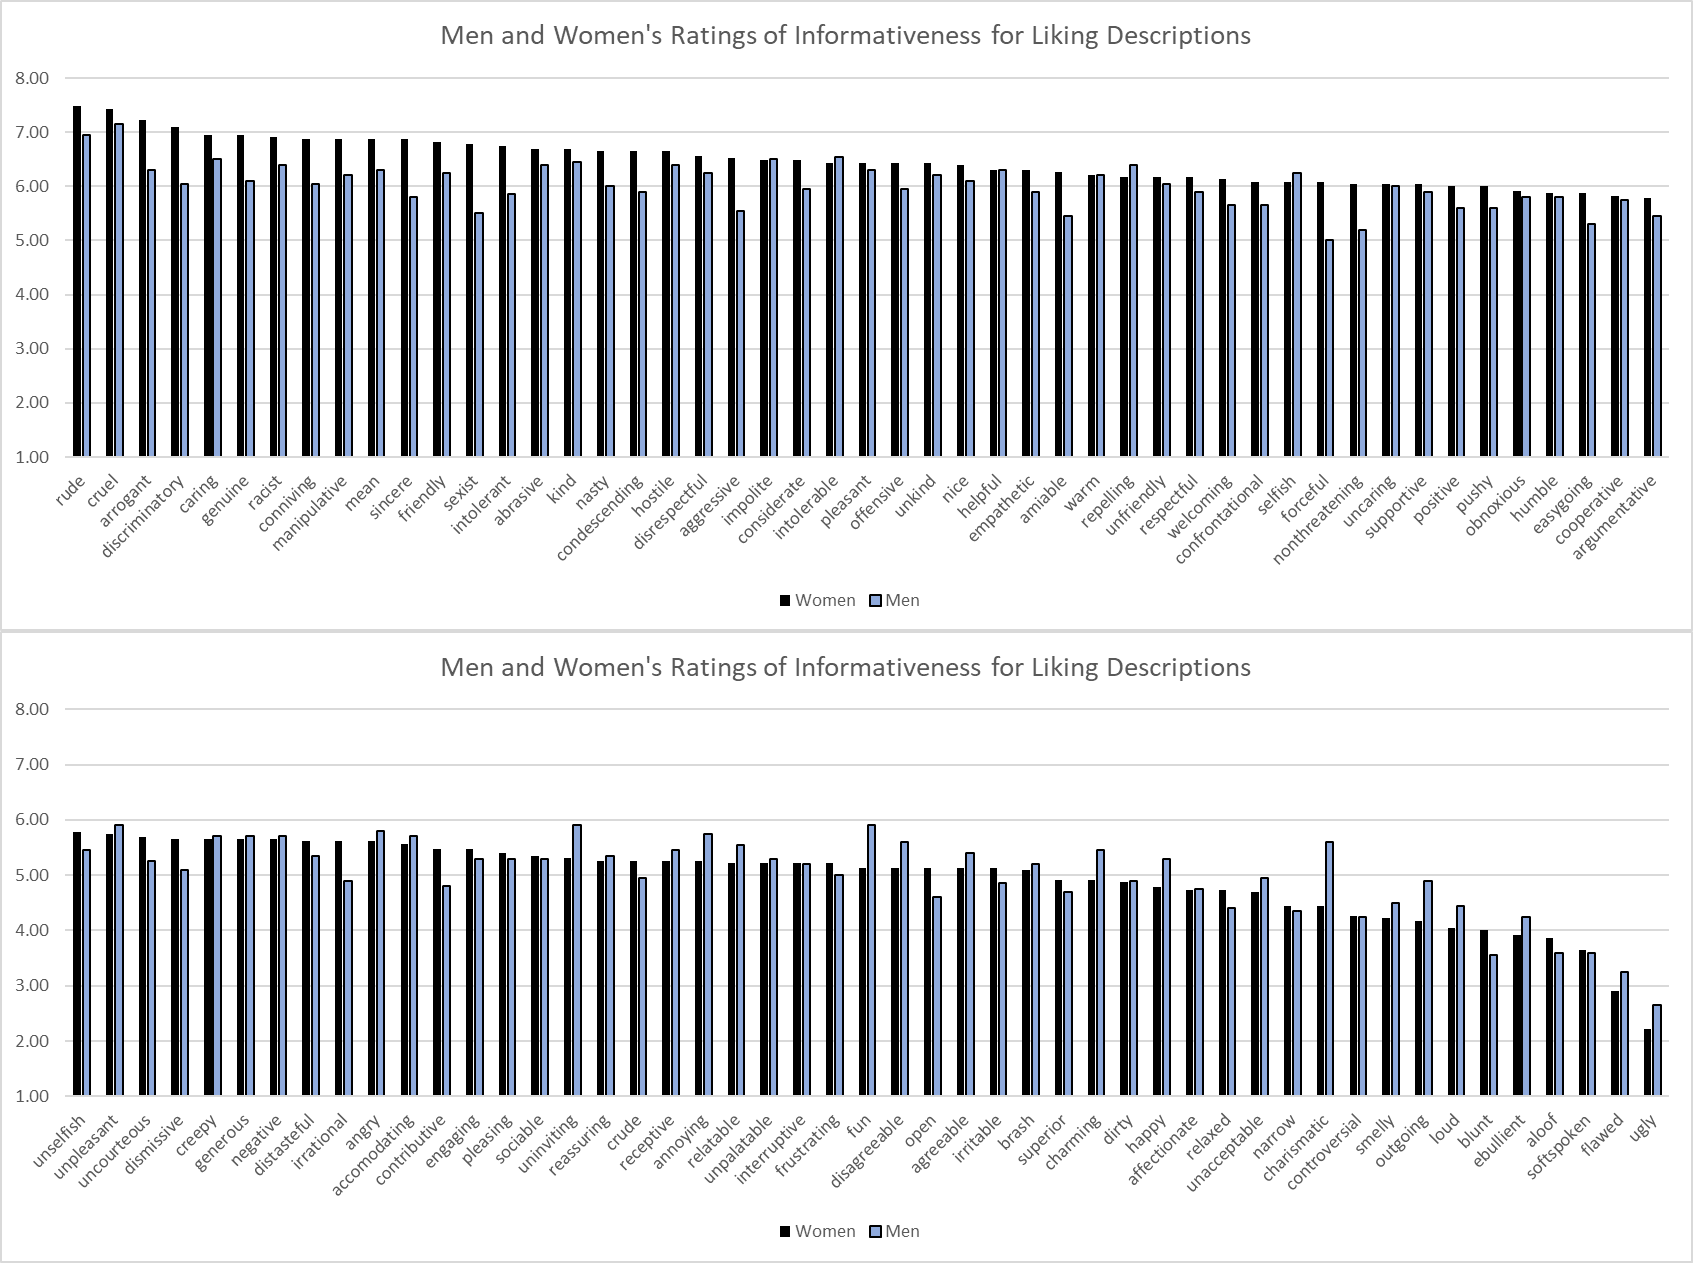 Men and Women's Ratings of Informativeness for Liking Descriptions
8.00
7.00
6.00
5.00
4.00
3.00
2.00
1.00
rude
cruel
arrogant
discriminatory
caring
genuine
racist
conniving
manipulative
mean
sincere
friendly
sexist
intolerant
abrasive
kind
nasty
condescending
hostile
disrespectful
aggressive
impolite
considerate
intolerable
pleasant
offensive
unkind
nice
helpful
empathetic
amiable
warm
repelling
unfriendly
respectful
welcoming
confrontational
selfish
forceful
nonthreatening
uncaring
supportive
positive
pushy
obnoxious
humble
easygoing
cooperative
argumentative
Women Men
Men and Women's Ratings of Informativeness for Liking Descriptions
8.00
7.00
6.00
5.00
4.00
3.00
2.00
1.00
unselfish
unpleasant
uncourteous
dismissive
creepy
generous
negative
distasteful
irrational
angry
accomodating
contributive
engaging
pleasing
sociable
uninviting
reassuring
crude
receptive
annoying
relatable
unpalatable
interruptive
frustrating
fun
disagreeable
open
agreeable
irritable
brash
superior
charming
dirty
happy
affectionate
relaxed
unacceptable
narrow
charismatic
controversial
smelly
outgoing
loud
blunt
ebullient
aloof
softspoken
flawed
ugly
Women Men